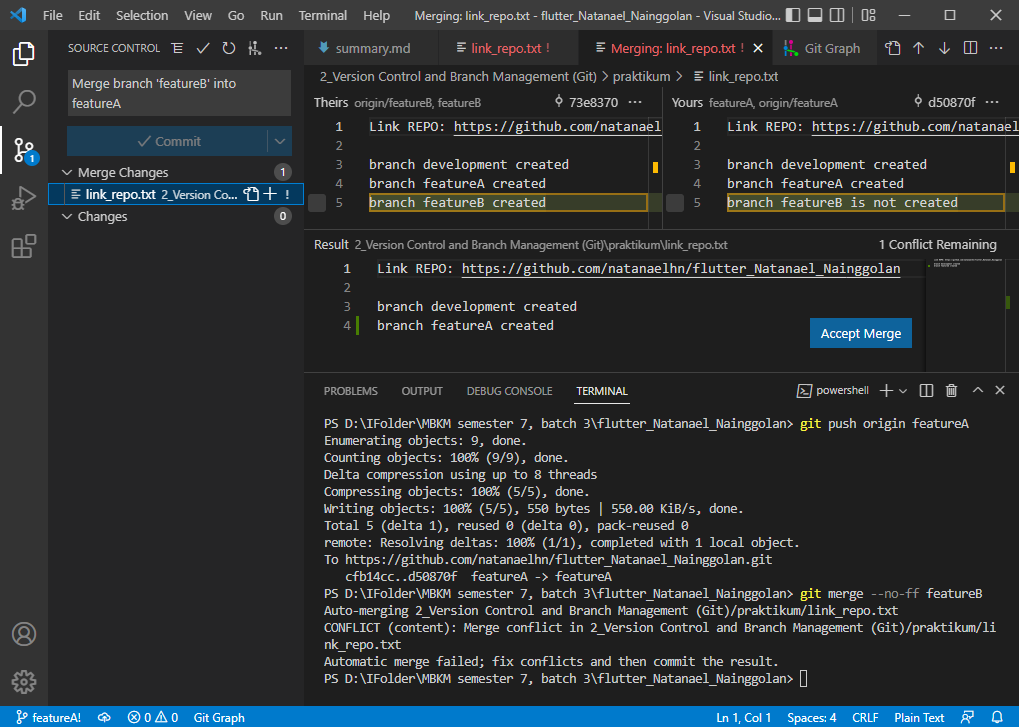 File Edit Selection View Go Run Terminal Help Merging: link_repo.txt - flutter_Natanael_Nainggolan - Visual Studio...
SOURCE CONTROL
summary.md link_repo.txt ! Merging: link_repo.txt ! Git Graph
2_Version Control and Branch Management (Git) > praktikum > link_repo.txt
Merge branch 'featureB' into
featureA
Commit
Merge Changes 1
link_repo.txt 2_Version Co... !
Changes 0
1
Theirs origin/featureB, featureB 73e8370 ...
1 Link REPO: https://github.com/natanael
2
3 branch development created
4 branch featureA created
5 branch featureB created
Yours featureA, origin/featureA d50870f ...
1 Link REPO: https://github.com/natanaes
2
3 branch development created
4 branch featureA created
5 branch featureB is not created
Result 2_Version Control and Branch Management (Git)\praktikum\link_repo.txt 1 Conflict Remaining
1 Link REPO: https://github.com/natanaelhn/flutter_Natanael_Nainggolan
2
3 branch development created
4 branch featureA created
Accept Merge
PROBLEMS OUTPUT DEBUG CONSOLE TERMINAL powershell
PS D:\IFolder\MBKM semester 7, batch 3\flutter_Natanael_Nainggolan> git push origin featureA
Enumerating objects: 9, done.
Counting objects: 100% (9/9), done.
Delta compression using up to 8 threads
Compressing objects: 100% (5/5), done.
Writing objects: 100% (5/5), 550 bytes | 550.00 KiB/s, done.
Total 5 (delta 1), reused 0 (delta 0), pack-reused 0
remote: Resolving deltas: 100% (1/1), completed with 1 local object.
To https://github.com/natanaelhn/flutter_Natanael_Nainggolan.git
cfb14cc..d50870f featureA -> featureA
PS D:\IFolder\MBKM semester 7, batch 3\flutter_Natanael_Nainggolan> git merge --no-ff featureB
Auto-merging 2_Version Control and Branch Management (Git)/praktikum/link_repo.txt
CONFLICT (content): Merge conflict in 2_Version Control and Branch Management (Git)/praktikum/li
nk_repo.txt
Automatic merge failed; fix conflicts and then commit the result.
PS D:\IFolder\MBKM semester 7, batch 3\flutter_Natanael_Nainggolan>
featureA! 0 0 Git Graph Ln 1, Col 1 Spaces: 4 CRLF Plain Text